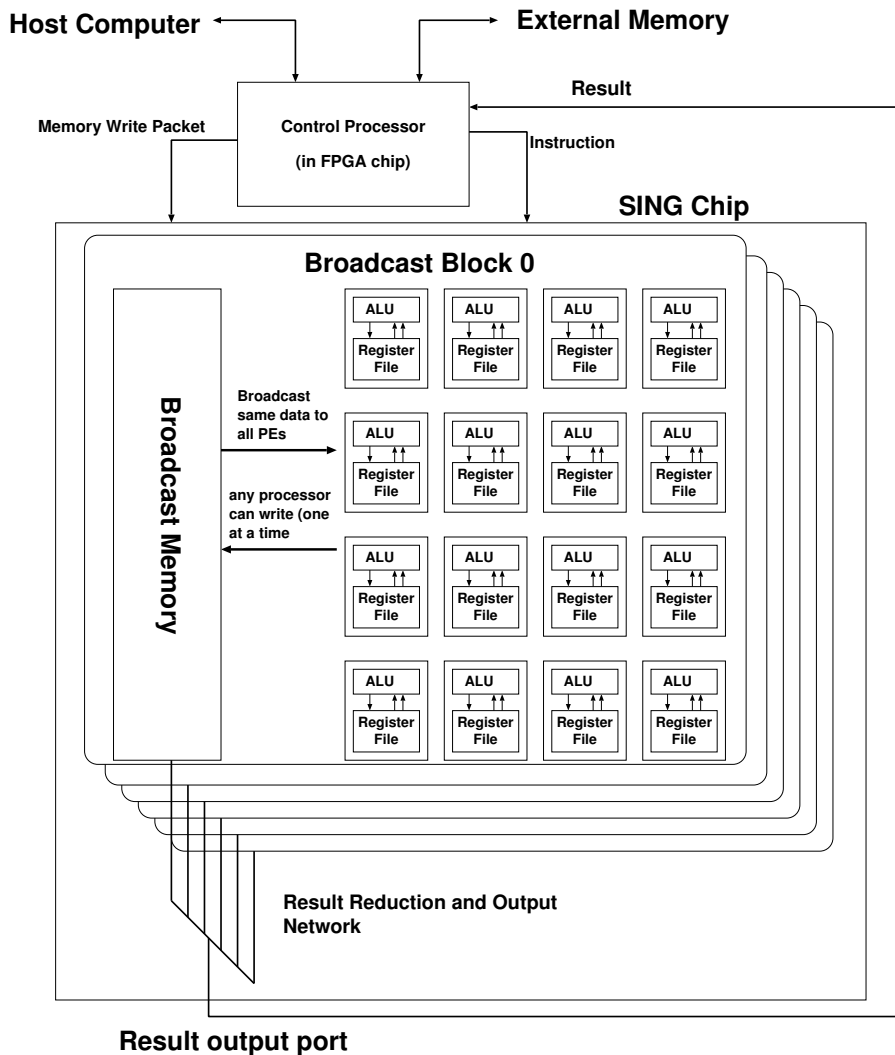 Host Computer
External Memory
Result
Memory Write Packet
Control Processor
(in FPGA chip)
Instruction
SING Chip
Broadcast Block 0
Broadcast Memory
Broadcast
same data to
all PEs
any processor
can write (one
at a time
ALU
Register
File
ALU
Register
File
ALU
Register
File
ALU
Register
File
ALU
Register
File
ALU
Register
File
ALU
Register
File
ALU
Register
File
ALU
Register
File
ALU
Register
File
ALU
Register
File
ALU
Register
File
ALU
Register
File
ALU
Register
File
ALU
Register
File
ALU
Register
File
Result Reduction and Output
Network
Result output port